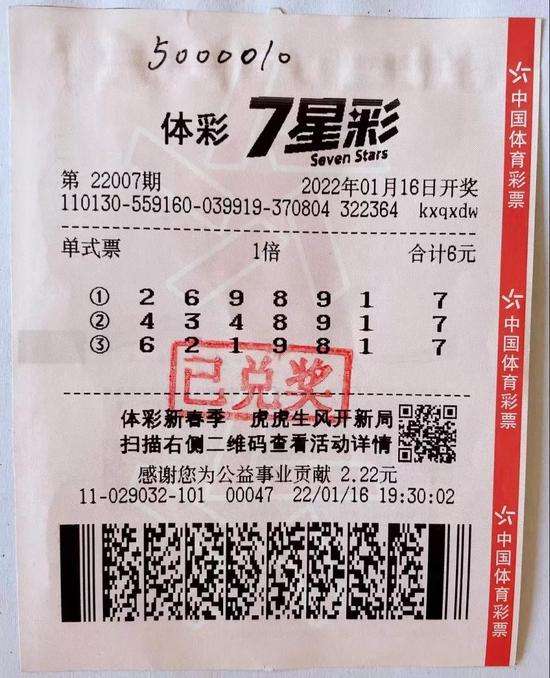 5000010
体彩 7星彩
Seven Stars
第 22007期 2022年01月16日开奖
110130-559160-039919-370804 322364 kxqxdw
单式票 1倍 合计6元
① 2 6 9 8 9 1 7
② 4 3 4 8 9 1 7
③ 6 2 1 9 8 1 7
已兑奖
体彩新春季 虎虎生风开新局
扫描右侧二维码查看活动详情
感谢您为公益事业贡献 2.22元
11-029032-101 00047 22/01/16 19:30:02
中国体育彩票
中国体育彩票
中国体育彩票